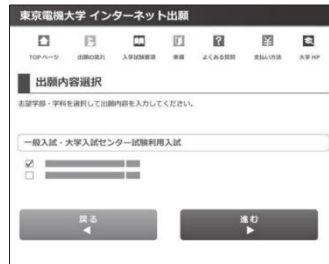 東京電機大学 インターネット出願
TOPページ 出願の流れ 入学試験要項 準備 よくある質問 支払い方法 大学HP
出願内容選択
志望学部・学科を選択して出願内容を入力してください。
一般入試・大学入試センター試験利用入試
戻る 進む